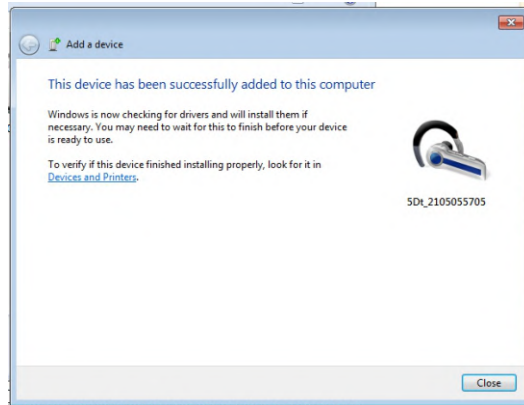 Add a device
This device has been successfully added to this computer
Windows is now checking for drivers and will install them if
necessary. You may need to wait for this to finish before your device
is ready to use.
To verify if this device finished installing properly, look for it in
Devices and Printers.
5Dt_2105055705
Close